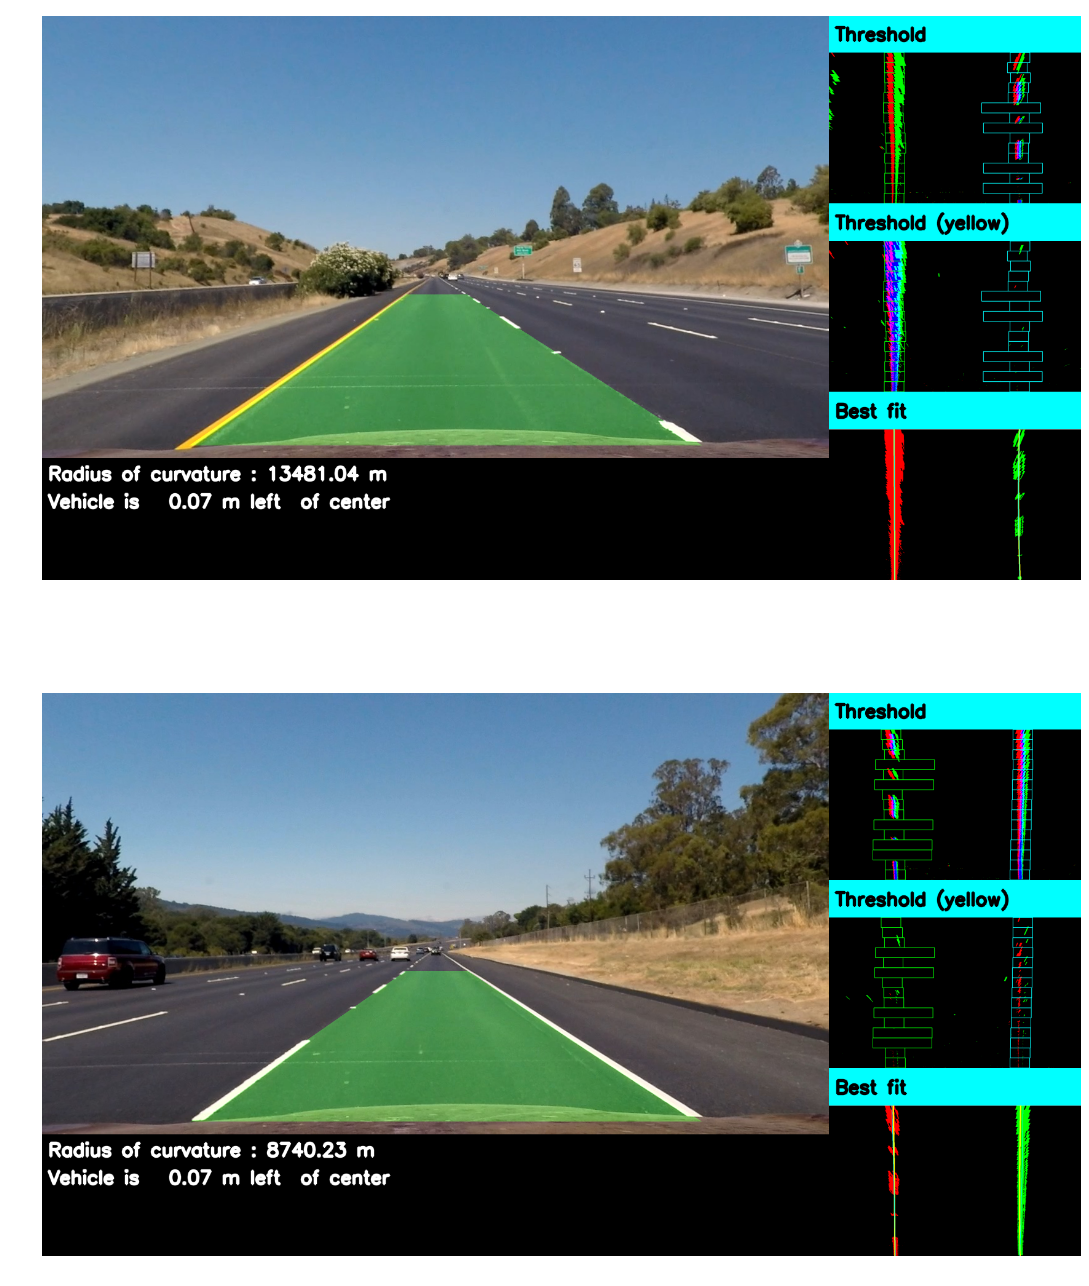 Threshold
Threshold (yellow)
Best fit
Radius of curvature : 13481.04 m
Vehicle is 0.07 m left of center
Threshold
Threshold (yellow)
Best fit
Radius of curvature : 8740.23 m
Vehicle is 0.07 m left of center